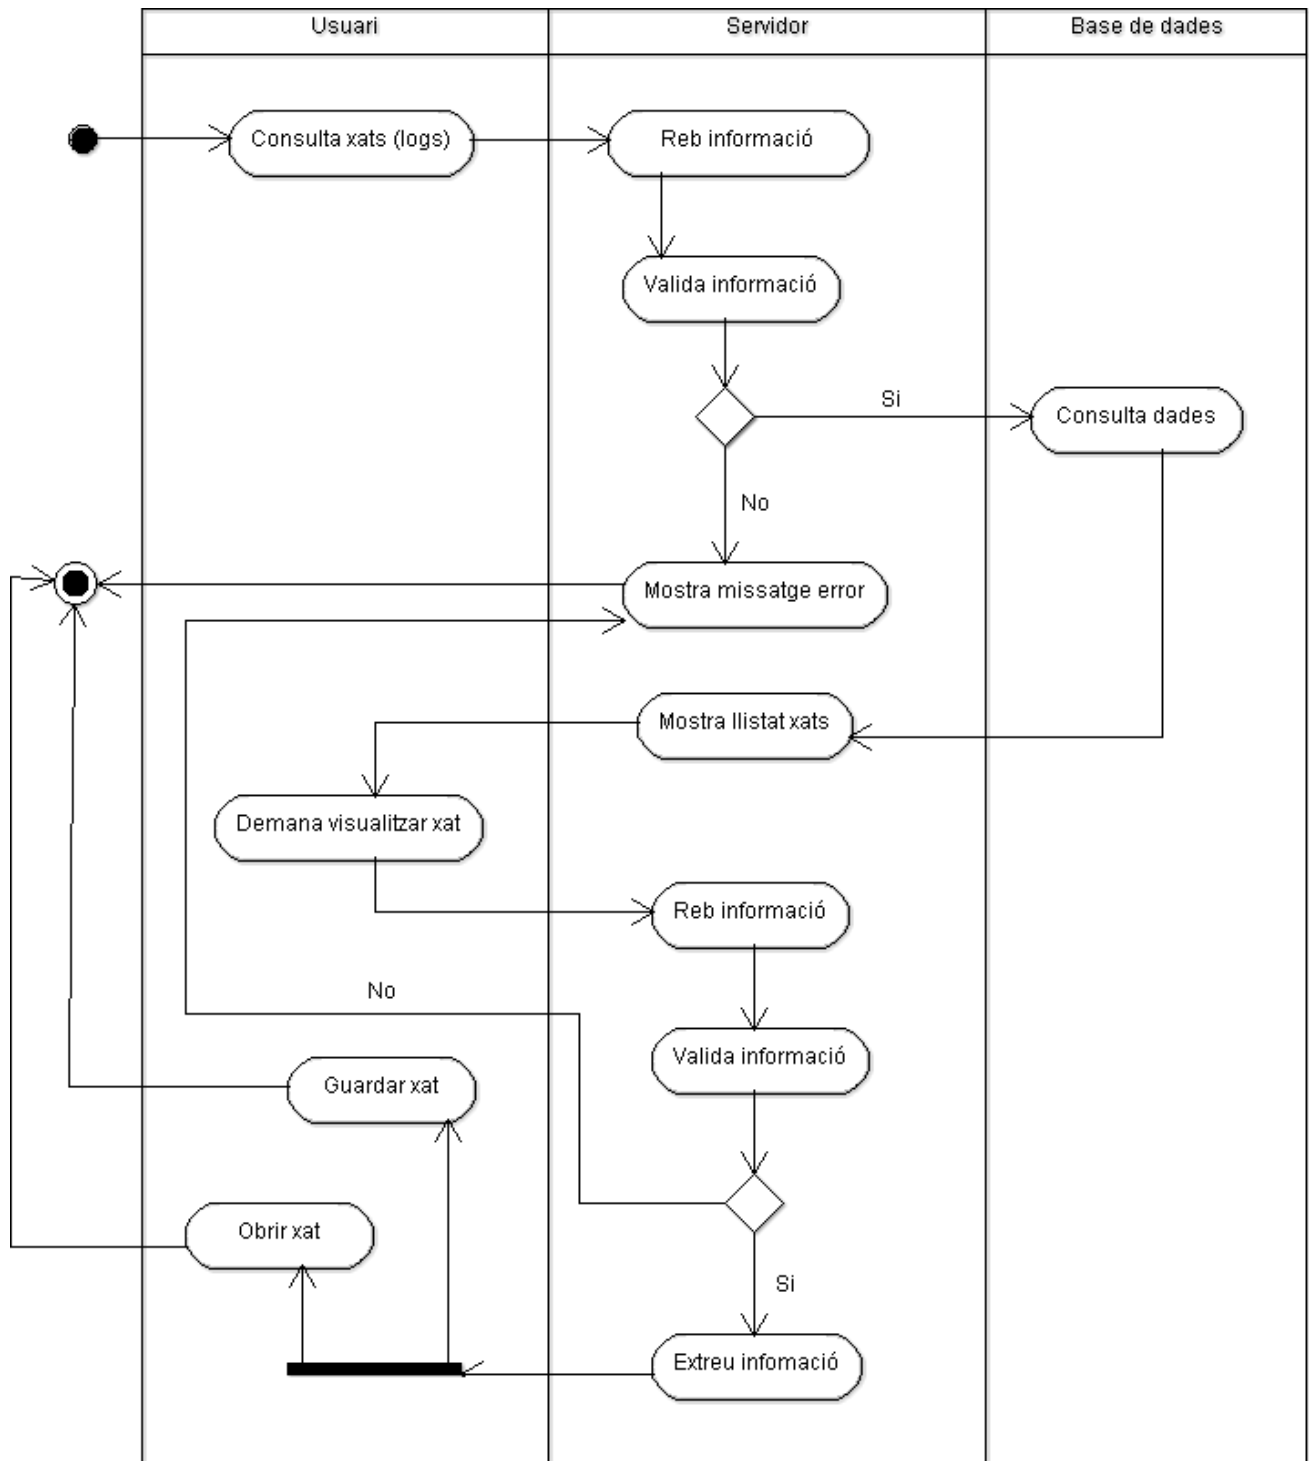 Usuari
Servidor
Base de dades
Consulta xats (logs)
Reb informació
Valida informació
Si
Consulta dades
No
Mostra missatge error
Mostra llistat xats
Demana visualitzar xat
Reb informació
No
Valida informació
Guardar xat
Obrir xat
Si
Extreu infomació